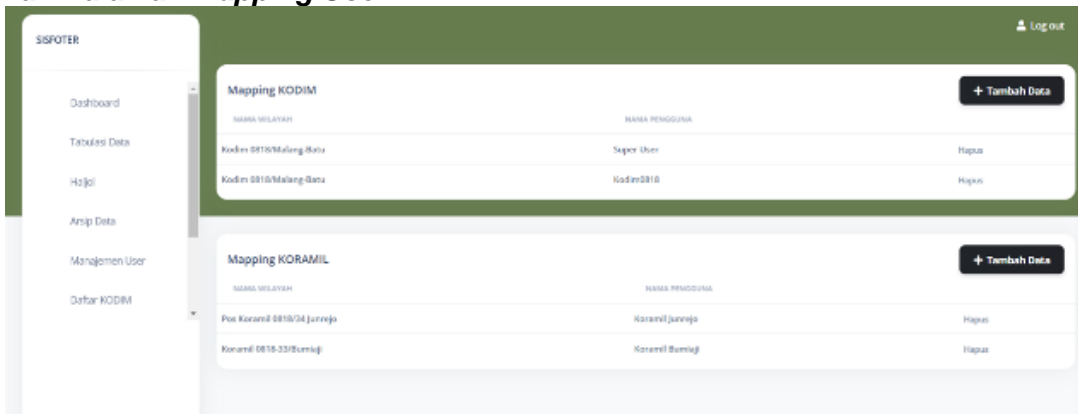 SISFOTER
Log out
Dashboard
Tabulasi Data
Arsip Data
Manajemen User
Daftar KODIM
Mapping KODIM
+ Tambah Data
NAMA WILAYAH NAMA PENGGUNA
Kodim 0818/Malang-Batu Super User Hapus
Kodim 0818/Malang-Batu Kodim0818 Hapus
Mapping KORAMIL
+ Tambah Data
NAMA WILAYAH NAMA PENGGUNA
Pos Koramil 0818/34 Junrejo Koramil Junrejo Hapus
Koramil 0818-33/Bumiaji Koramil Bumiaji Hapus